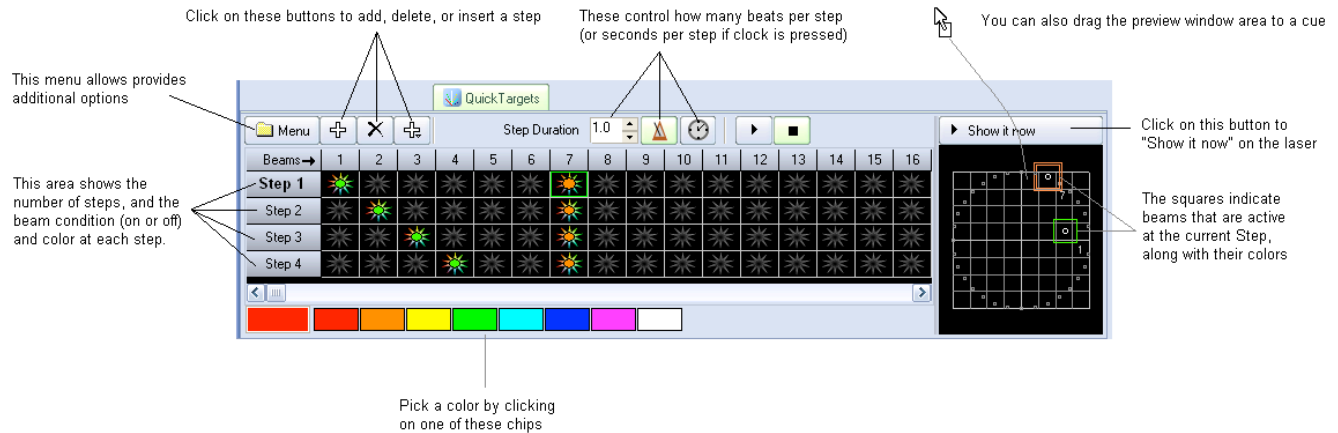 Click on these buttons to add, delete, or insert a step
These control how many beats per step
(or seconds per step if clock is pressed)
You can also drag the preview window area to a cue
This menu allows provides
additional options
QuickTargets
Menu
Step Duration
1.0
Show it now
Click on this button to
"Show it now" on the laser
Beams→ 1 2 3 4 5 6 7 8 9 10 11 12 13 14 15 16
This area shows the
number of steps, and the
beam condition (on or off)
and color at each step.
Step 1
Step 2
Step 3
Step 4
7
1
The squares indicate
beams that are active
at the current Step,
along with their colors
Pick a color by clicking
on one of these chips